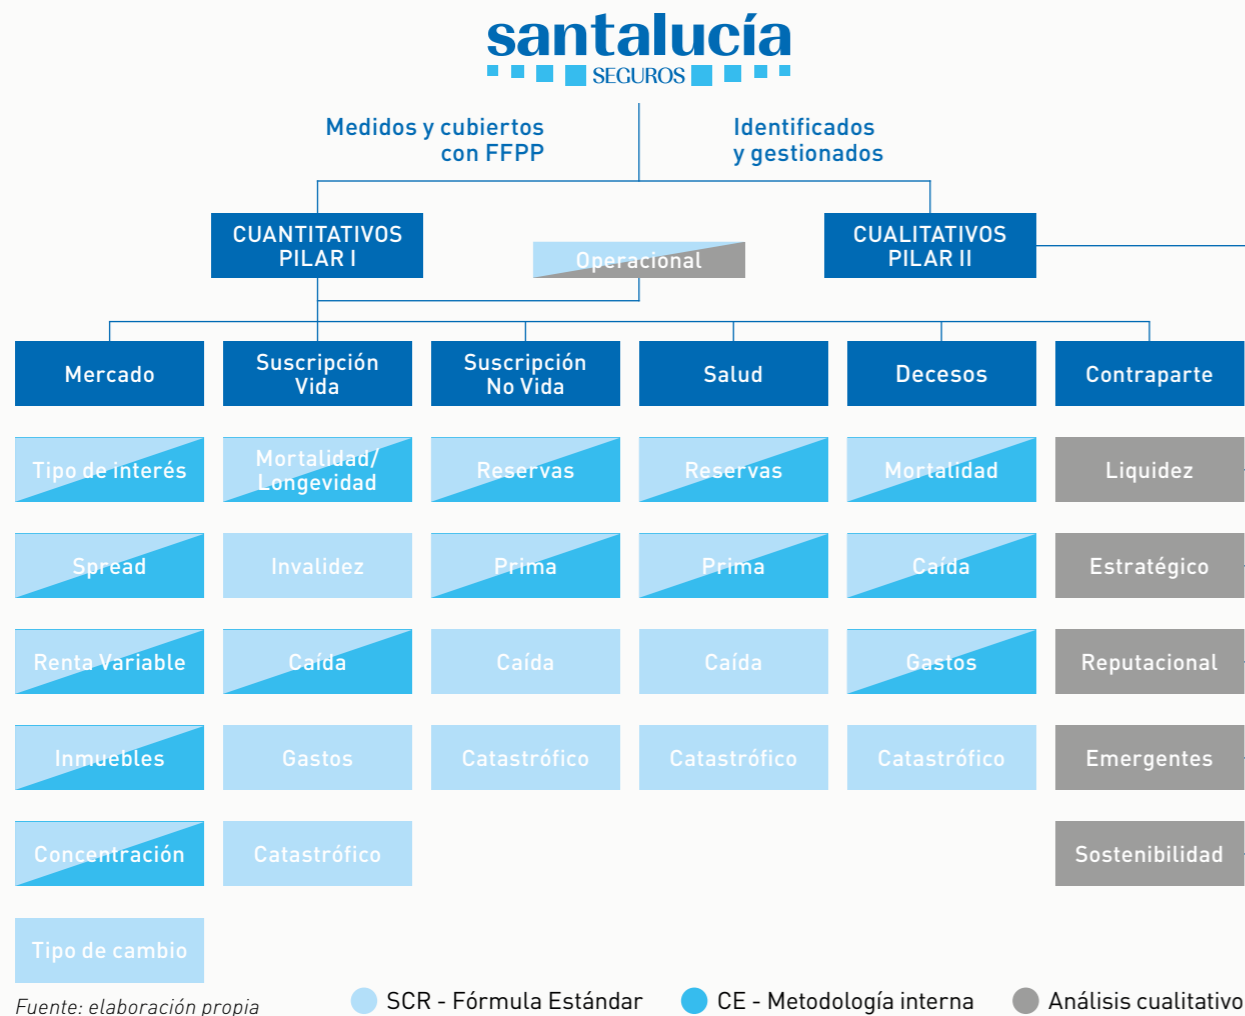 santalucía
SEGUROS
Medidos y cubiertos
con FFPP
Identificados
y gestionados
CUANTITATIVOS
PILAR I
Operacional
CUALITATIVOS
PILAR II
Mercado
Suscripción
Vida
Suscripción
No Vida
Salud
Decesos
Contraparte
Tipo de interés
Mortalidad/
Longevidad
Reservas
Reservas
Mortalidad
Liquidez
Spread
Invalidez
Prima
Prima
Caída
Estratégico
Renta Variable
Caída
Caída
Caída
Gastos
Reputacional
Inmuebles
Gastos
Catastrófico
Catastrófico
Catastrófico
Emergentes
Concentración
Catastrófico
Sostenibilidad
Tipo de cambio
Fuente: elaboración propia
SCR - Fórmula Estándar
CE - Metodología interna
Análisis cualitativo